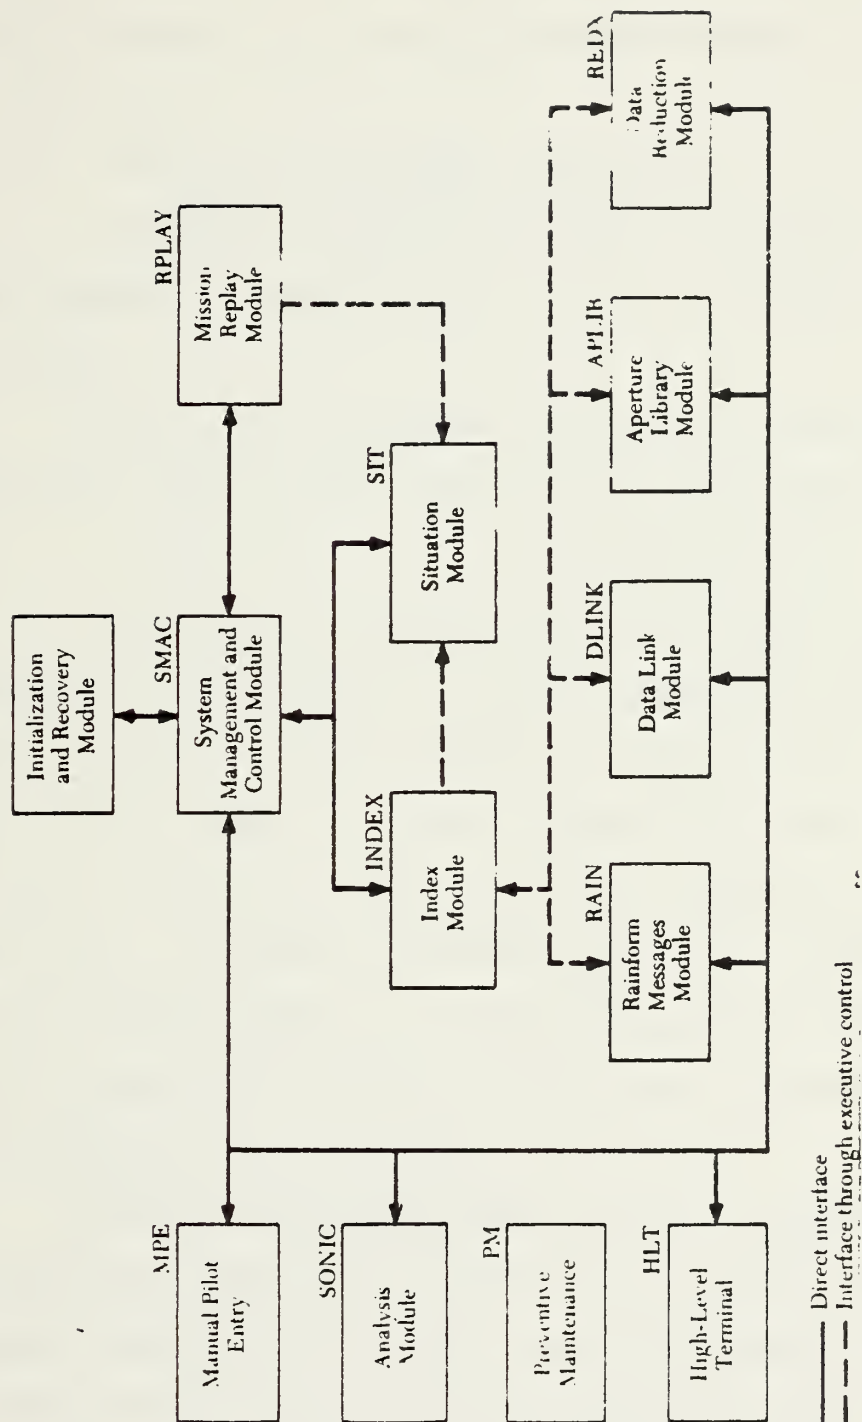 Initialization
and Recovery
Module
SMAC
System
Management and
Control Module
RPLAY
Mission
Replay
Module
MPE
Manual Pilot
Entry
SONIC
Analysis
Module
PM
Preventive
Maintenance
HLT
High-Level
Terminal
INDEX
Index
Module
SIT
Situation
Module
RAIN
Rainform
Messages
Module
DLINK
Data Link
Module
APLIB
Aperture
Library
Module
REDX
Data
Reduction
Module
Direct interface
Interface through executive control